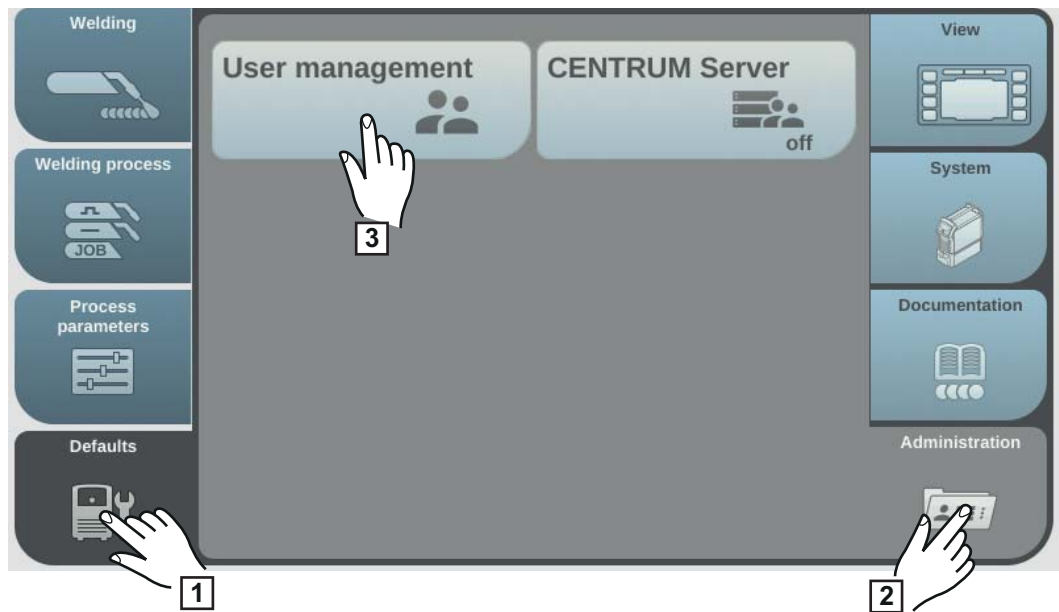 Welding
Welding process
JOB
Process
parameters
Defaults
1
User management
3
CENTRUM Server
off
View
System
Documentation
Administration
2